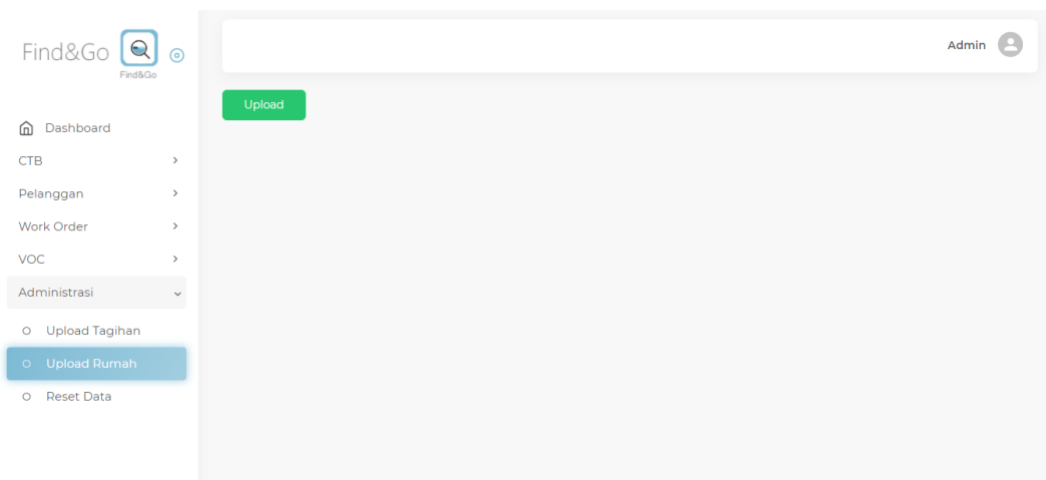 Find&Go
Find&Go
Admin
Upload
Dashboard
CTB
Pelanggan
Work Order
VOC
Administrasi
Upload Tagihan
Upload Rumah
Reset Data